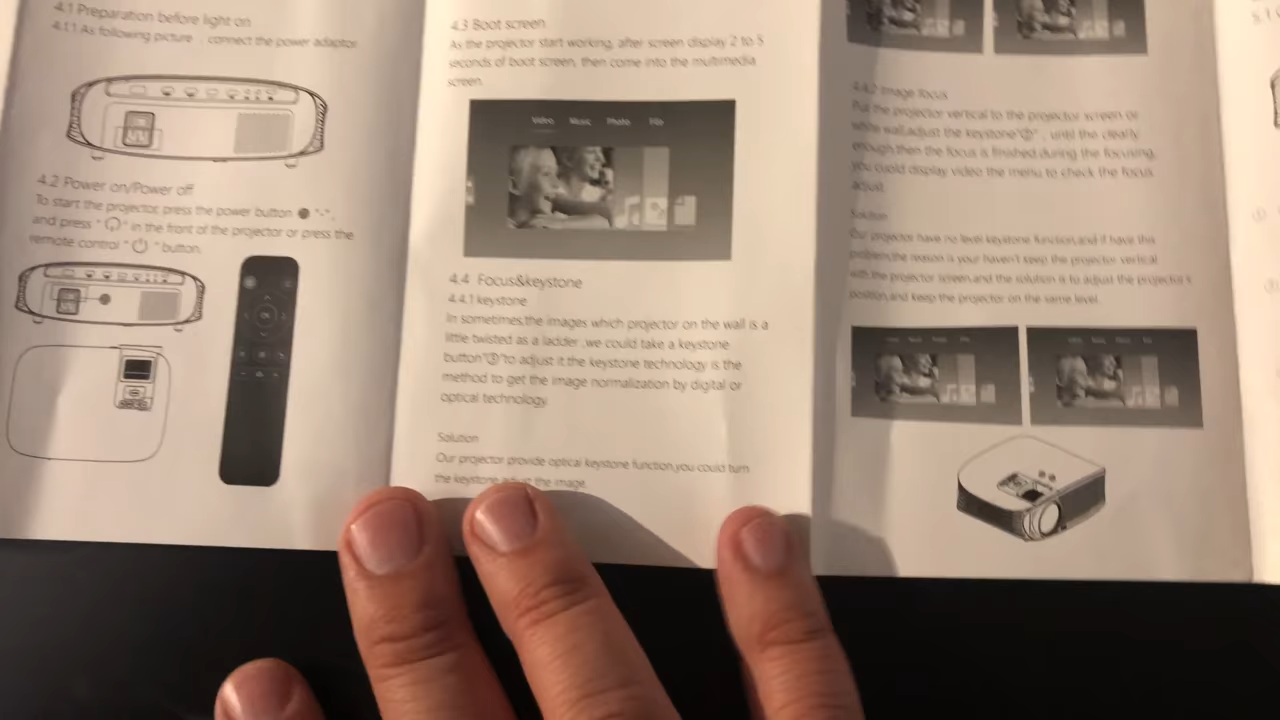 4.1 Preparation before light on
4.1.1 As following picture , connect the power adaptor
4.2 Power on/Power off
To start the projector, press the power button ● "-",
and press " ⏻ " in the front of the projector or press the
remote control " ⏻ " button.
4.3 Boot screen
As the projector start working, after screen display 2 to 5
seconds of boot screen, then come into the multimedia
screen.
Video Music Photo File
4.4 Focus&keystone
4.4.1 keystone
In sometimes,the images which projector on the wall is a
little twisted as a ladder ,we could take a keystone
button"③"to adjust it.the keystone technology is the
method to get the image normalization by digital or
optical technology.
Solution
Our projector provide optical keystone function,you could turn
the keystone adjust the image.
4.4.2 Image focus
Put the projector vertical to the projector screen or
white wall,adjust the keystone"②" , until the clearly
enough,then the focus is finished.during the focusing,
you could display video the menu to check the focus
adjust.
Solution
Our projector have no level keystone function,and if have this
problem,the reason is your haven't keep the projector vertical
with the projector screen.and the solution is to adjust the projector's
position,and keep the projector on the same level.